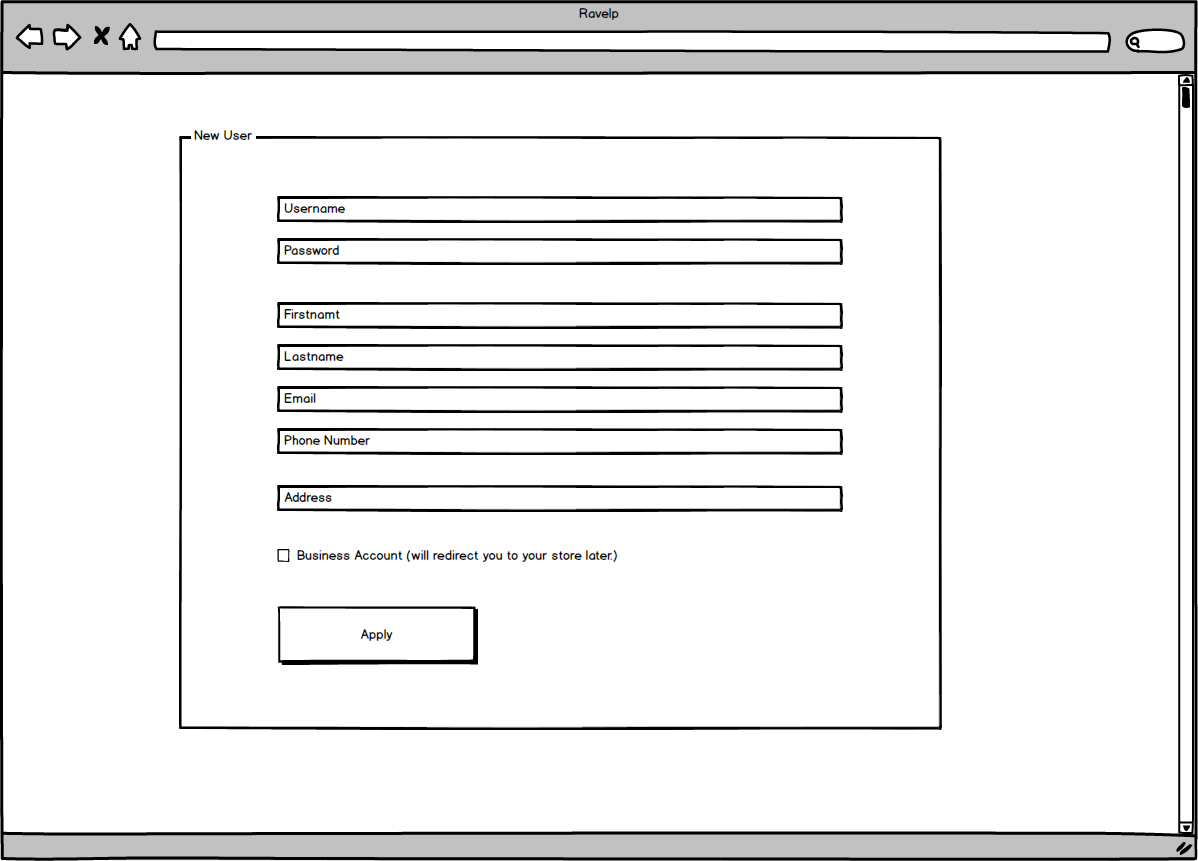 Ravelp
New User
Username
Password
Firstnamt
Lastname
Email
Phone Number
Address
Business Account (will redirect you to your store later.)
Apply